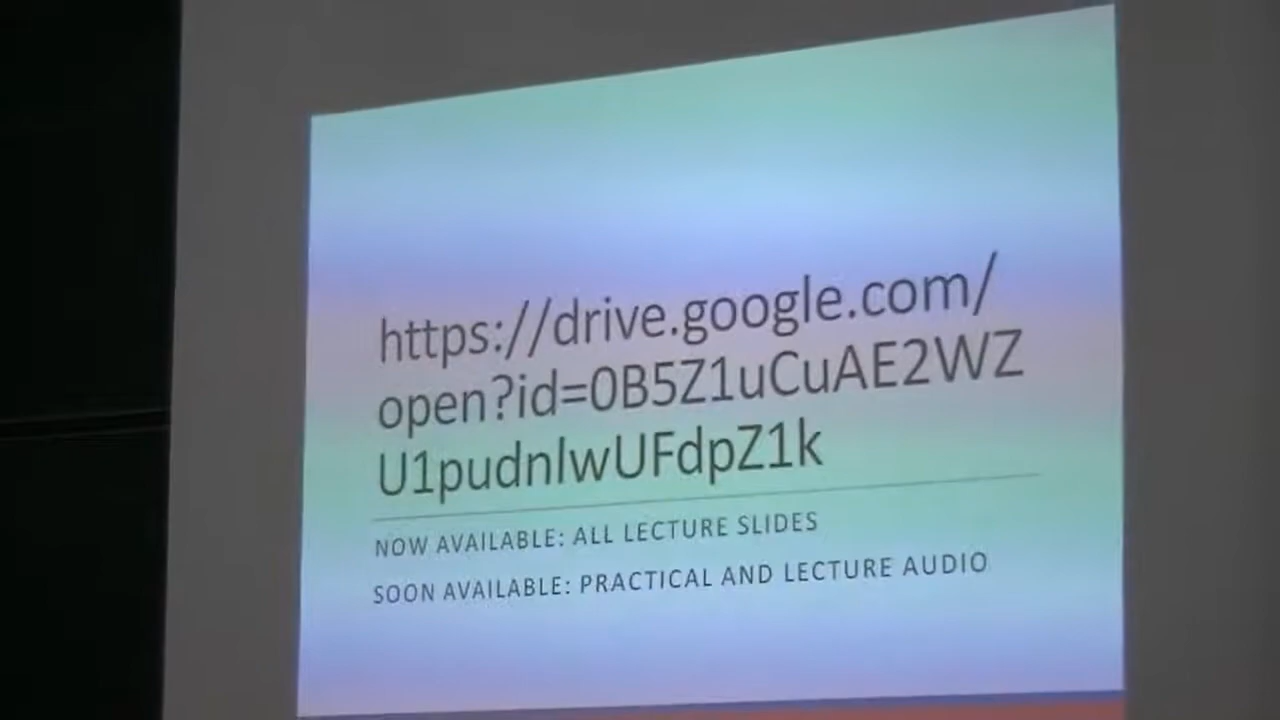 https://drive.google.com/
open?id=0B5Z1uCuAE2WZ
U1pudnlwUFdpZ1k
NOW AVAILABLE: ALL LECTURE SLIDES
SOON AVAILABLE: PRACTICAL AND LECTURE AUDIO